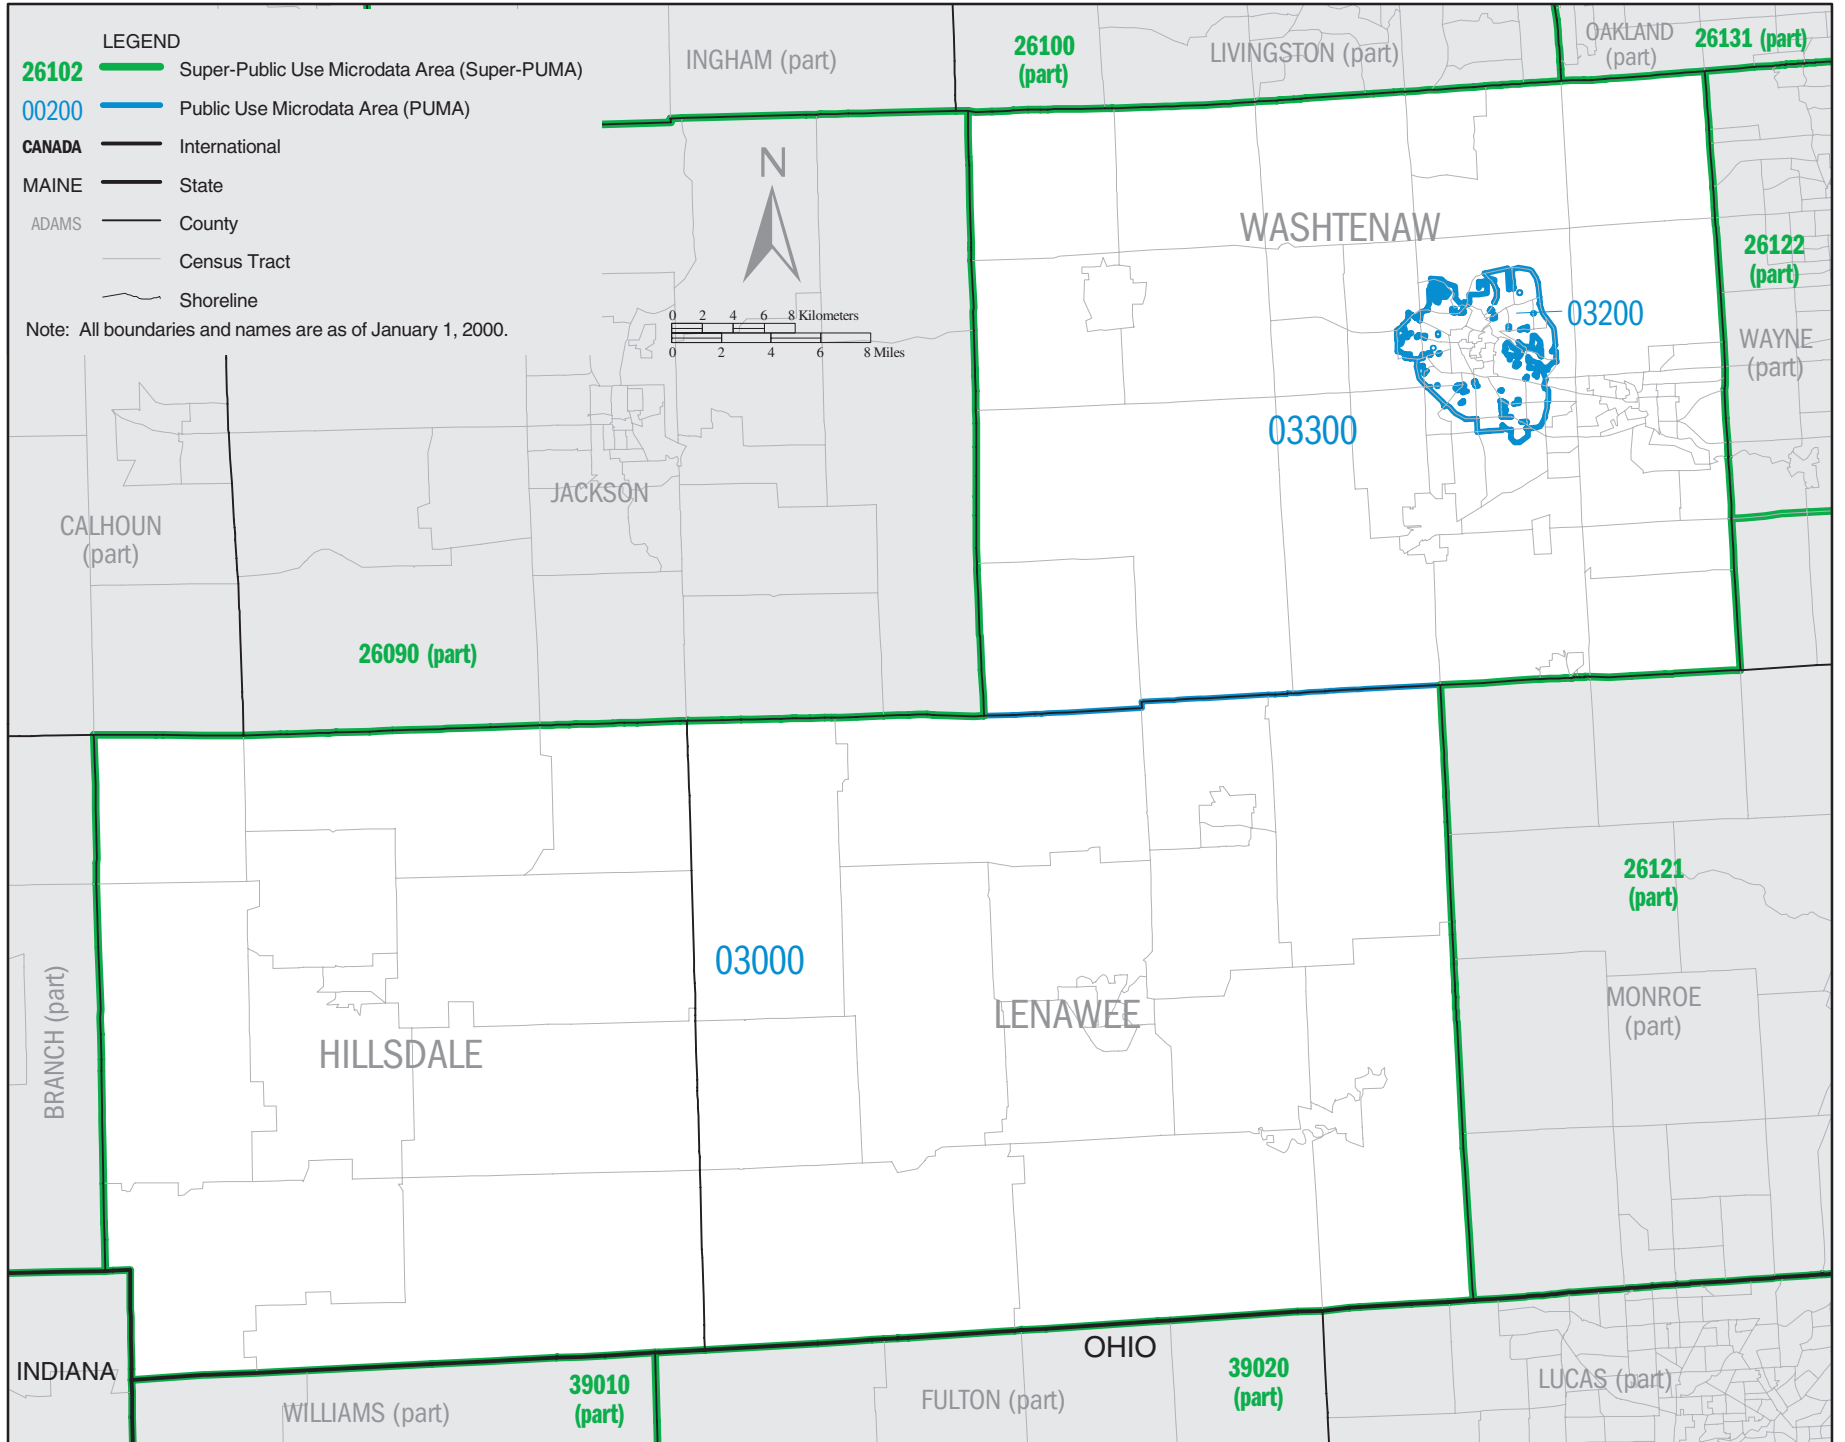 LEGEND
26102 Super-Public Use Microdata Area (Super-PUMA)
00200 Public Use Microdata Area (PUMA)
CANADA International
MAINE State
ADAMS County
Census Tract
Shoreline
Note: All boundaries and names are as of January 1, 2000.
INGHAM (part)
26100
(part)
LIVINGSTON (part)
OAKLAND
(part)
26131 (part)
N
0 2 4 6 8 Kilometers
0 2 4 6 8 Miles
WASHTENAW
26122
(part)
03200
WAYNE
(part)
03300
JACKSON
CALHOUN
(part)
26090 (part)
26121
(part)
03000
BRANCH (part)
LENAWEE
MONROE
(part)
HILLSDALE
INDIANA
OHIO
39010
(part)
WILLIAMS (part)
FULTON (part)
39020
(part)
LUCAS (part)